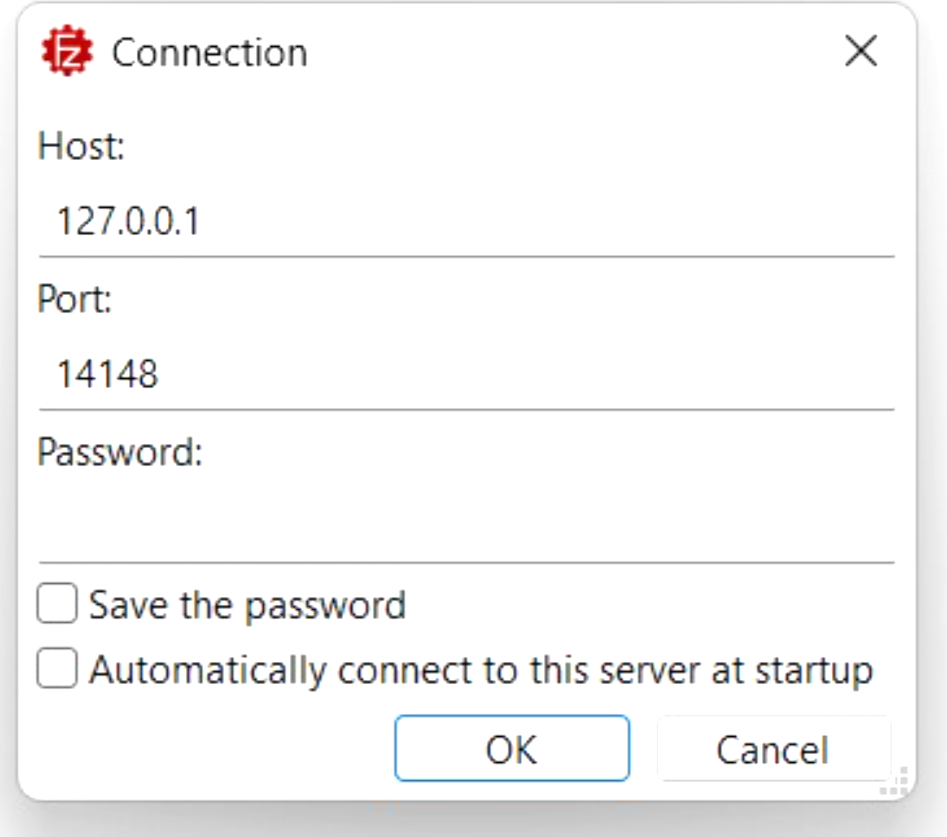 Fz Connection
Host:
127.0.0.1
Port:
14148
Password:
Save the password
Automatically connect to this server at startup
OK Cancel